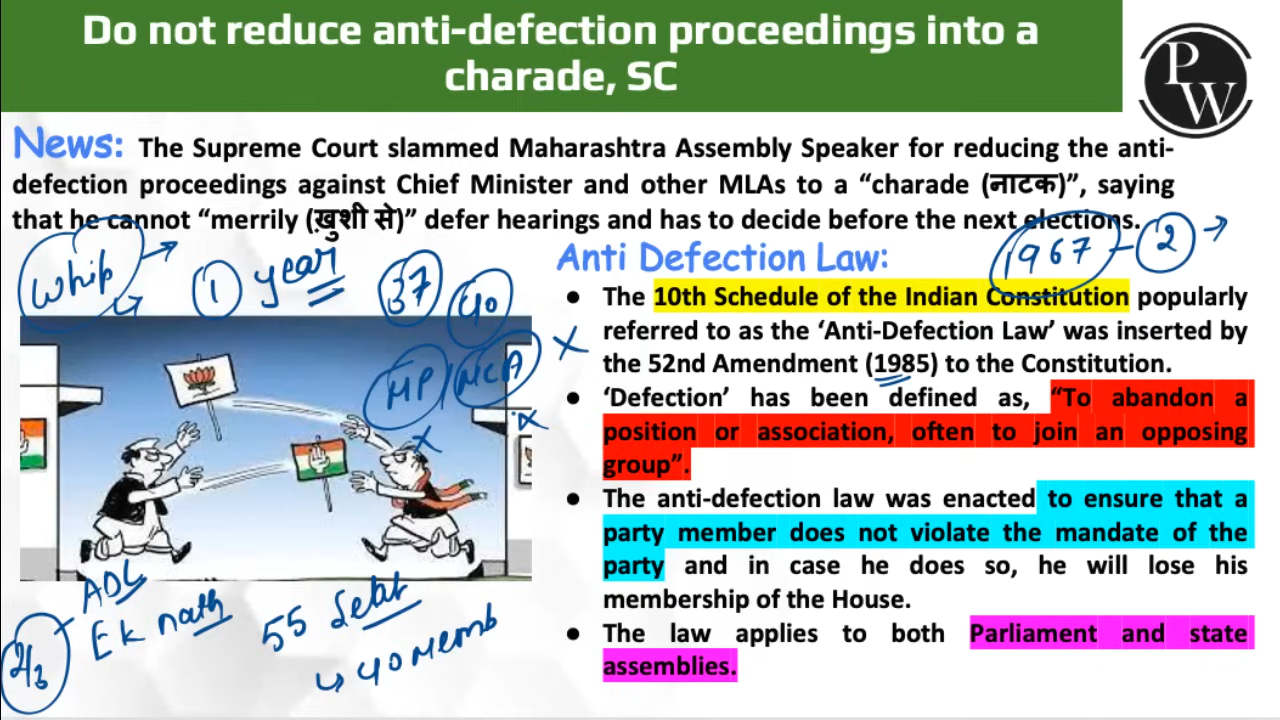 Do not reduce anti-defection proceedings into a
charade, SC
P
W
News: The Supreme Court slammed Maharashtra Assembly Speaker for reducing the anti-
defection proceedings against Chief Minister and other MLAs to a “charade (नाटक)”, saying
that he cannot “merrily (ख़ुशी से)” defer hearings and has to decide before the next elections.
Whip
1 year
37
40
MP/MLA
1967 - 2
Anti Defection Law:
● The 10th Schedule of the Indian Constitution popularly
referred to as the ‘Anti-Defection Law’ was inserted by
the 52nd Amendment (1985) to the Constitution.
● ‘Defection’ has been defined as, “To abandon a
position or association, often to join an opposing
group”.
● The anti-defection law was enacted to ensure that a
party member does not violate the mandate of the
party and in case he does so, he will lose his
membership of the House.
● The law applies to both Parliament and state
assemblies.
ADL
2/3
Ek nath
55
40 memb